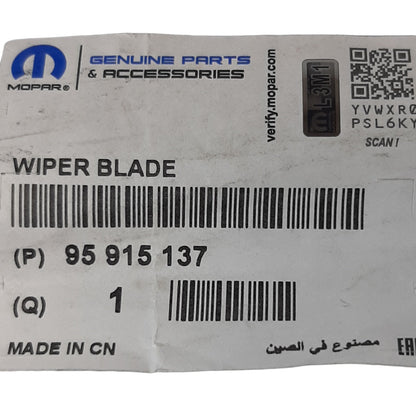 MOPAR®
GENUINE PARTS
& ACCESSORIES
verify.mopar.com
L3M1
YVWXR0
PSL6KY
SCAN !
WIPER BLADE
(P) 95 915 137
(Q) 1
MADE IN CN مصنوع في الصين